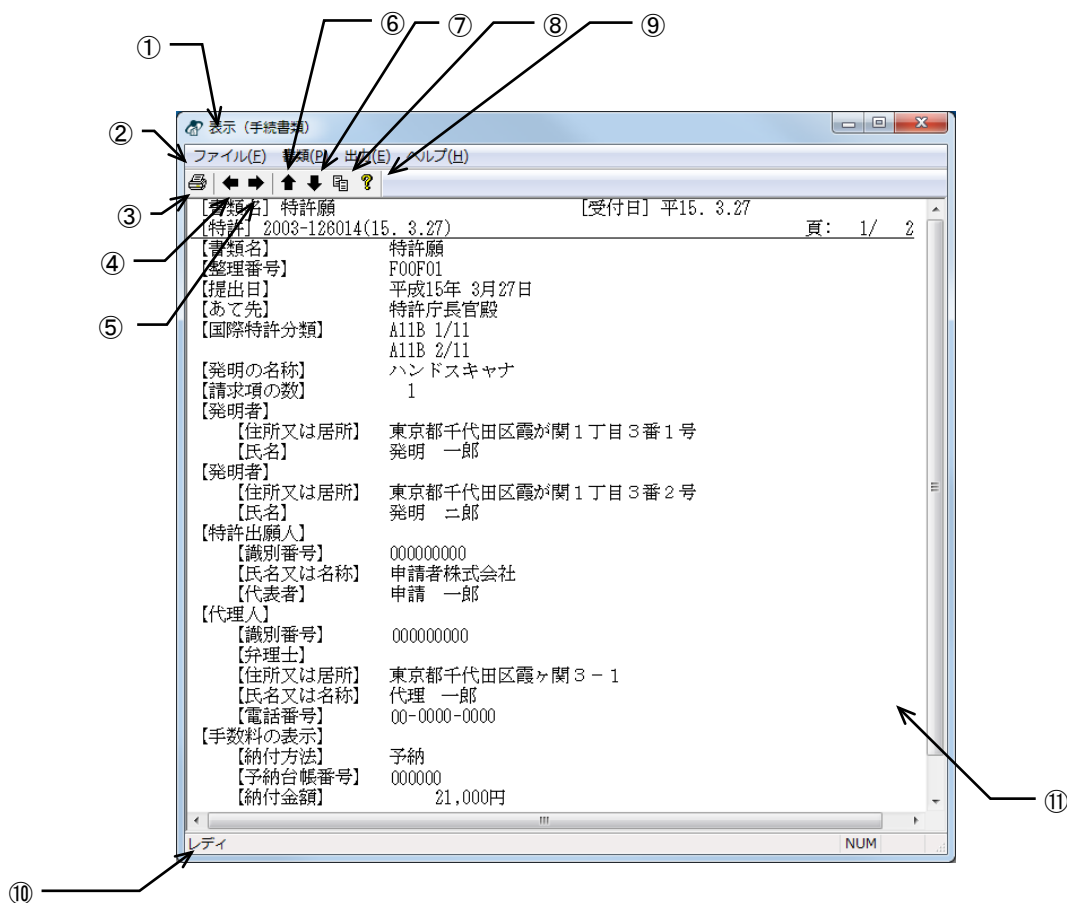 ⑥ ⑦ ⑧ ⑨
①
②
表示（手続書類）
ファイル(F) 書類(P) 出力(E) ヘルプ(H)
③
[書類名] 特許願 [受付日] 平15. 3.27
[特許] 2003-126014(15. 3.27) 頁: 1/ 2
④
【書類名】 特許願
【整理番号】 F00F01
【提出日】 平成15年 3月27日
【あて先】 特許庁長官殿
⑤
【国際特許分類】 A11B 1/11
A11B 2/11
【発明の名称】 ハンドスキャナ
【請求項の数】 1
【発明者】
【住所又は居所】 東京都千代田区霞が関１丁目３番１号
【氏名】 発明 一郎
【発明者】
【住所又は居所】 東京都千代田区霞が関１丁目３番２号
【氏名】 発明 二郎
【特許出願人】
【識別番号】 000000000
【氏名又は名称】 申請者株式会社
【代表者】 申請 一郎
【代理人】
【識別番号】 000000000
【弁理士】
【住所又は居所】 東京都千代田区霞ヶ関３－１
【氏名又は名称】 代理 一郎
【電話番号】 00-0000-0000
【手数料の表示】
【納付方法】 予納
【予納台帳番号】 000000
【納付金額】 21,000円
⑪
レディ NUM
⑩